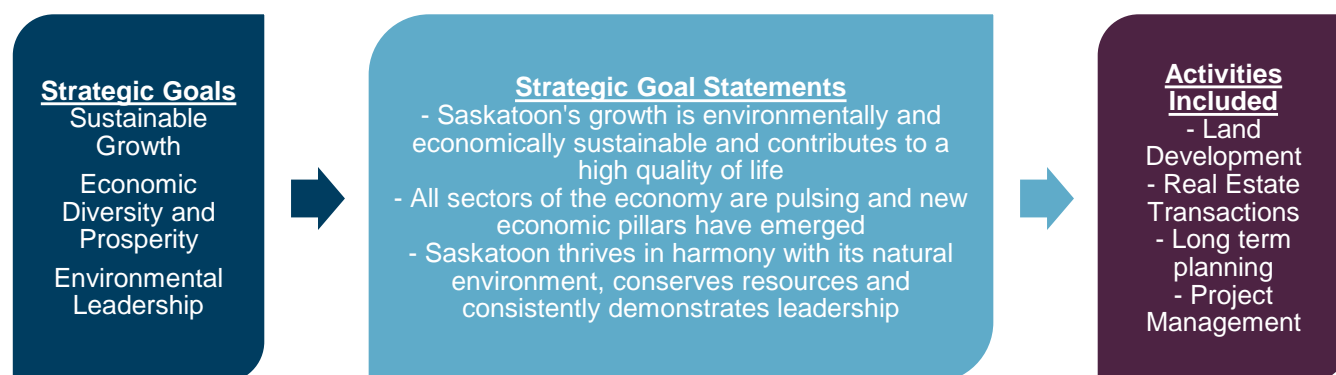 Strategic Goals
Sustainable
Growth
Economic
Diversity and
Prosperity
Environmental
Leadership
Strategic Goal Statements
- Saskatoon's growth is environmentally and
economically sustainable and contributes to a
high quality of life
- All sectors of the economy are pulsing and new
economic pillars have emerged
- Saskatoon thrives in harmony with its natural
environment, conserves resources and
consistently demonstrates leadership
Activities
Included
- Land
Development
- Real Estate
Transactions
- Long term
planning
- Project
Management